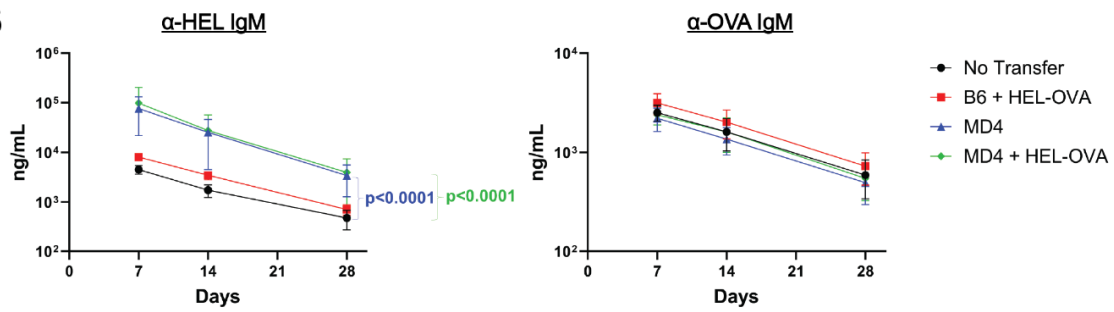 α-HEL IgM
10⁶
10⁵
10⁴
10³
10²
ng/mL
0 7 14 21 28
Days
p<0.0001
p<0.0001
α-OVA IgM
10⁴
10³
10²
ng/mL
0 7 14 21 28
Days
No Transfer
B6 + HEL-OVA
MD4
MD4 + HEL-OVA